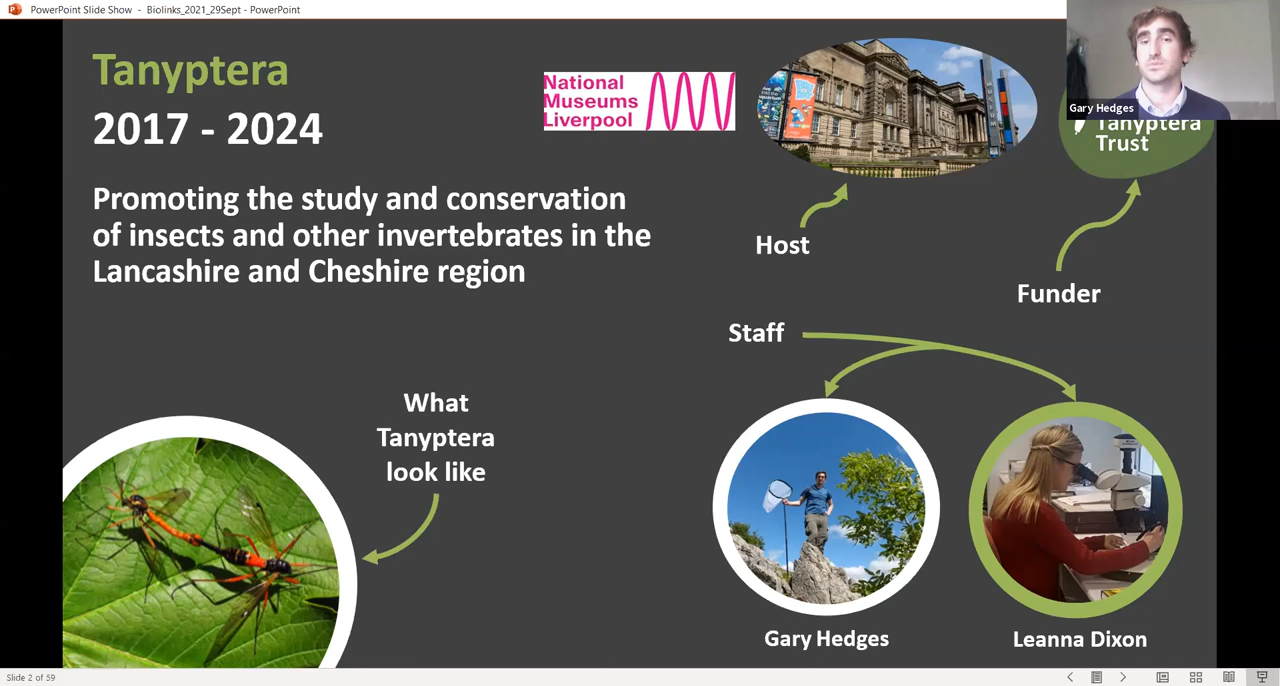 PowerPoint Slide Show - Biolinks_2021_29Sept - PowerPoint
Tanyptera
2017 - 2024
Promoting the study and conservation
of insects and other invertebrates in the
Lancashire and Cheshire region
National
Museums
Liverpool
Gary Hedges
Tanyptera
Trust
Host
Funder
Staff
What
Tanyptera
look like
Gary Hedges
Leanna Dixon
Slide 2 of 59